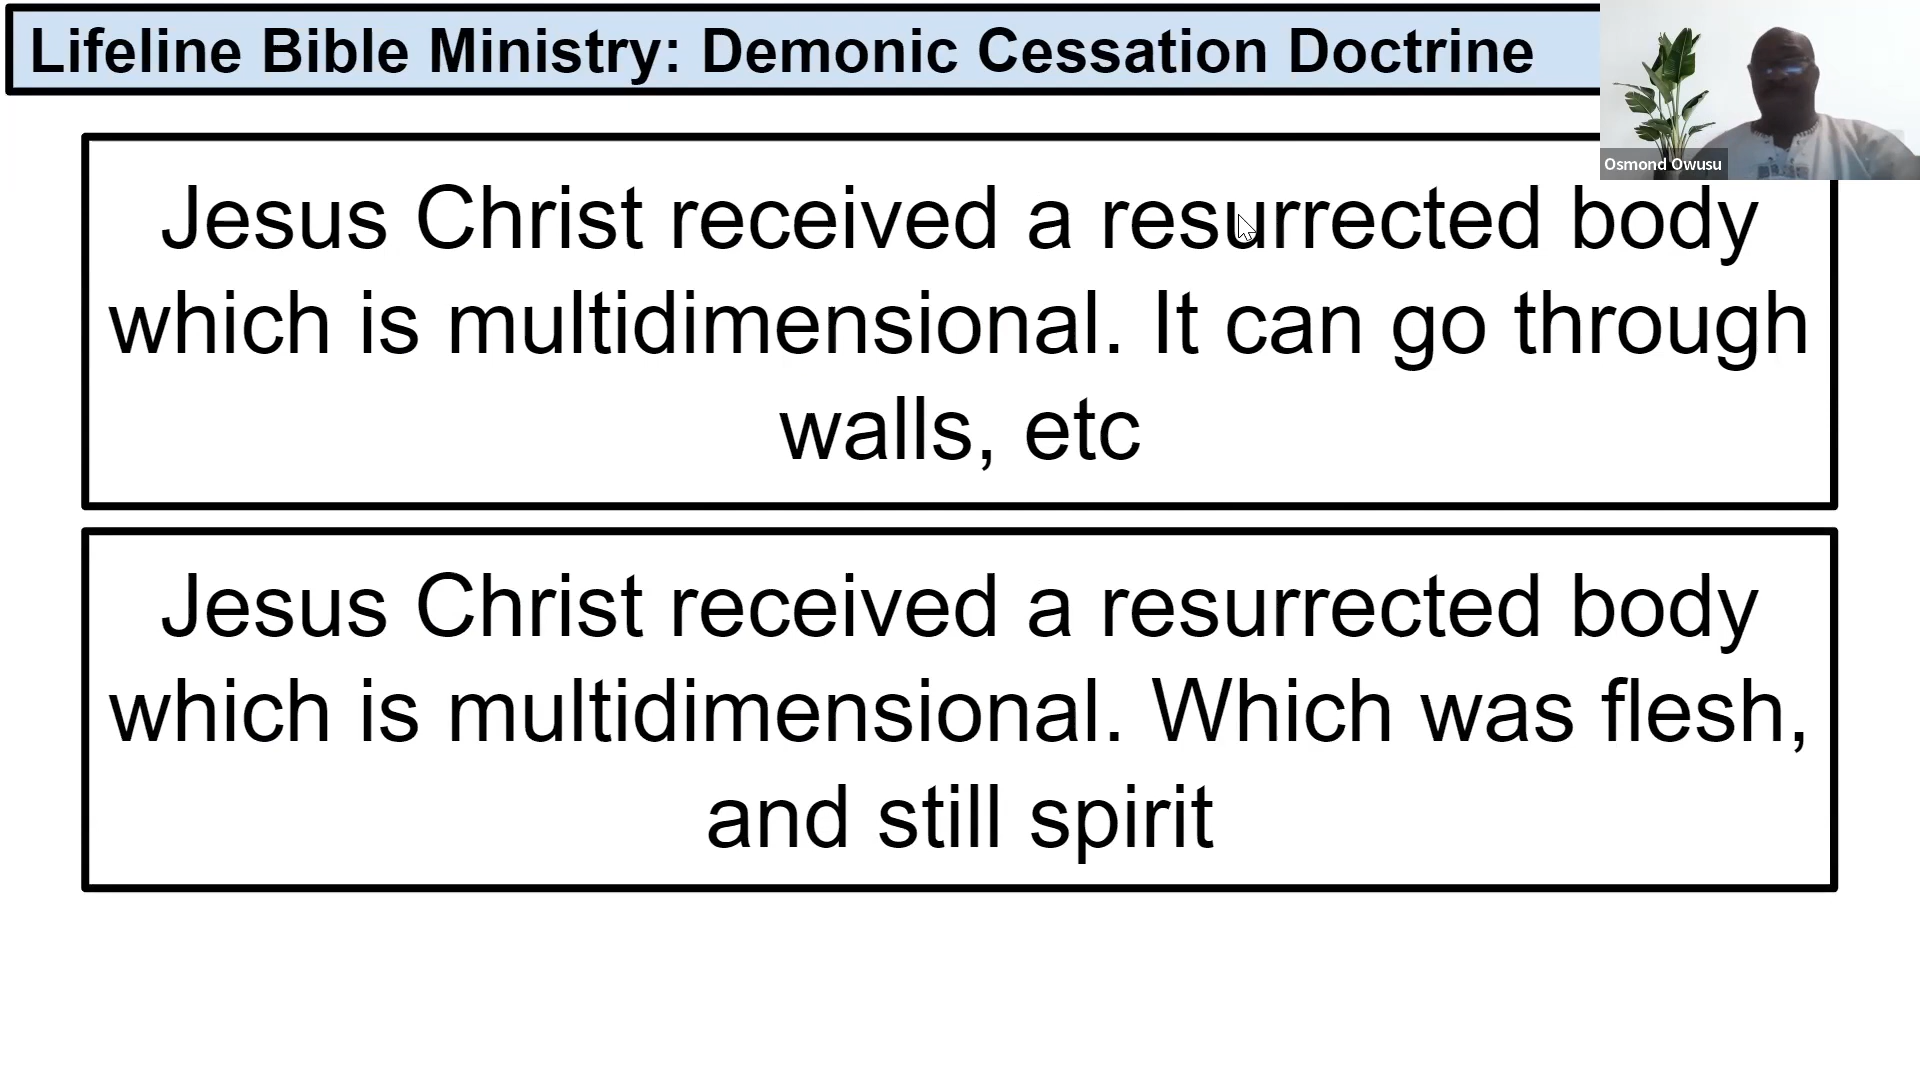 Lifeline Bible Ministry: Demonic Cessation Doctrine
Osmond Owusu
Jesus Christ received a resurrected body
which is multidimensional. It can go through
walls, etc
Jesus Christ received a resurrected body
which is multidimensional. Which was flesh,
and still spirit